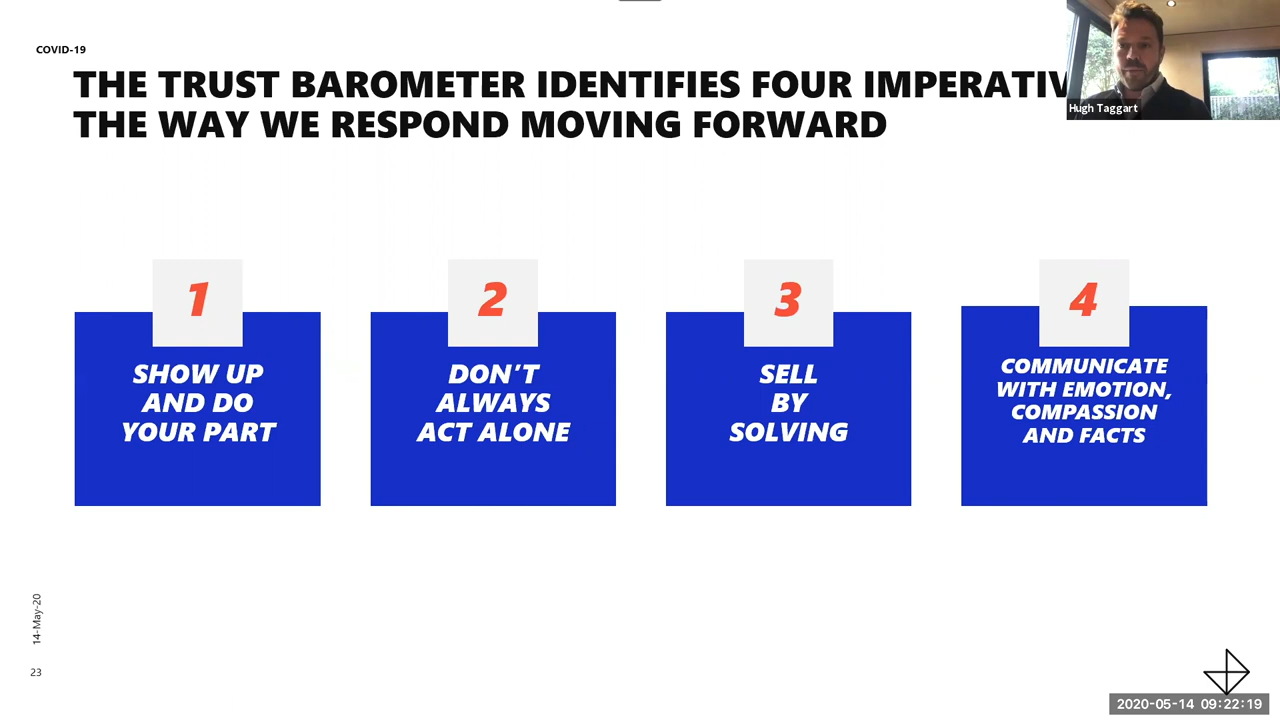 COVID-19
THE TRUST BAROMETER IDENTIFIES FOUR
THE WAY WE RESPOND MOVING FORWARD
Hugh Taggart
1
SHOW UP
AND DO
YOUR PART
2
DON'T
ALWAYS
ACT ALONE
3
SELL
BY
SOLVING
4
COMMUNICATE
WITH EMOTION,
COMPASSION
AND FACTS
14-May-20
23
2020-05-14 09:22:19